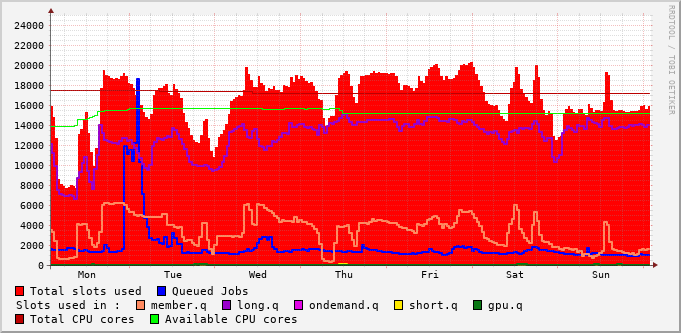 RRDTOOL / TOBI OETIKER
24000
22000
20000
18000
16000
14000
12000
10000
8000
6000
4000
2000
0
Mon Tue Wed Thu Fri Sat Sun
Total slots used Queued Jobs
Slots used in : member.q long.q ondemand.q short.q gpu.q
Total CPU cores Available CPU cores